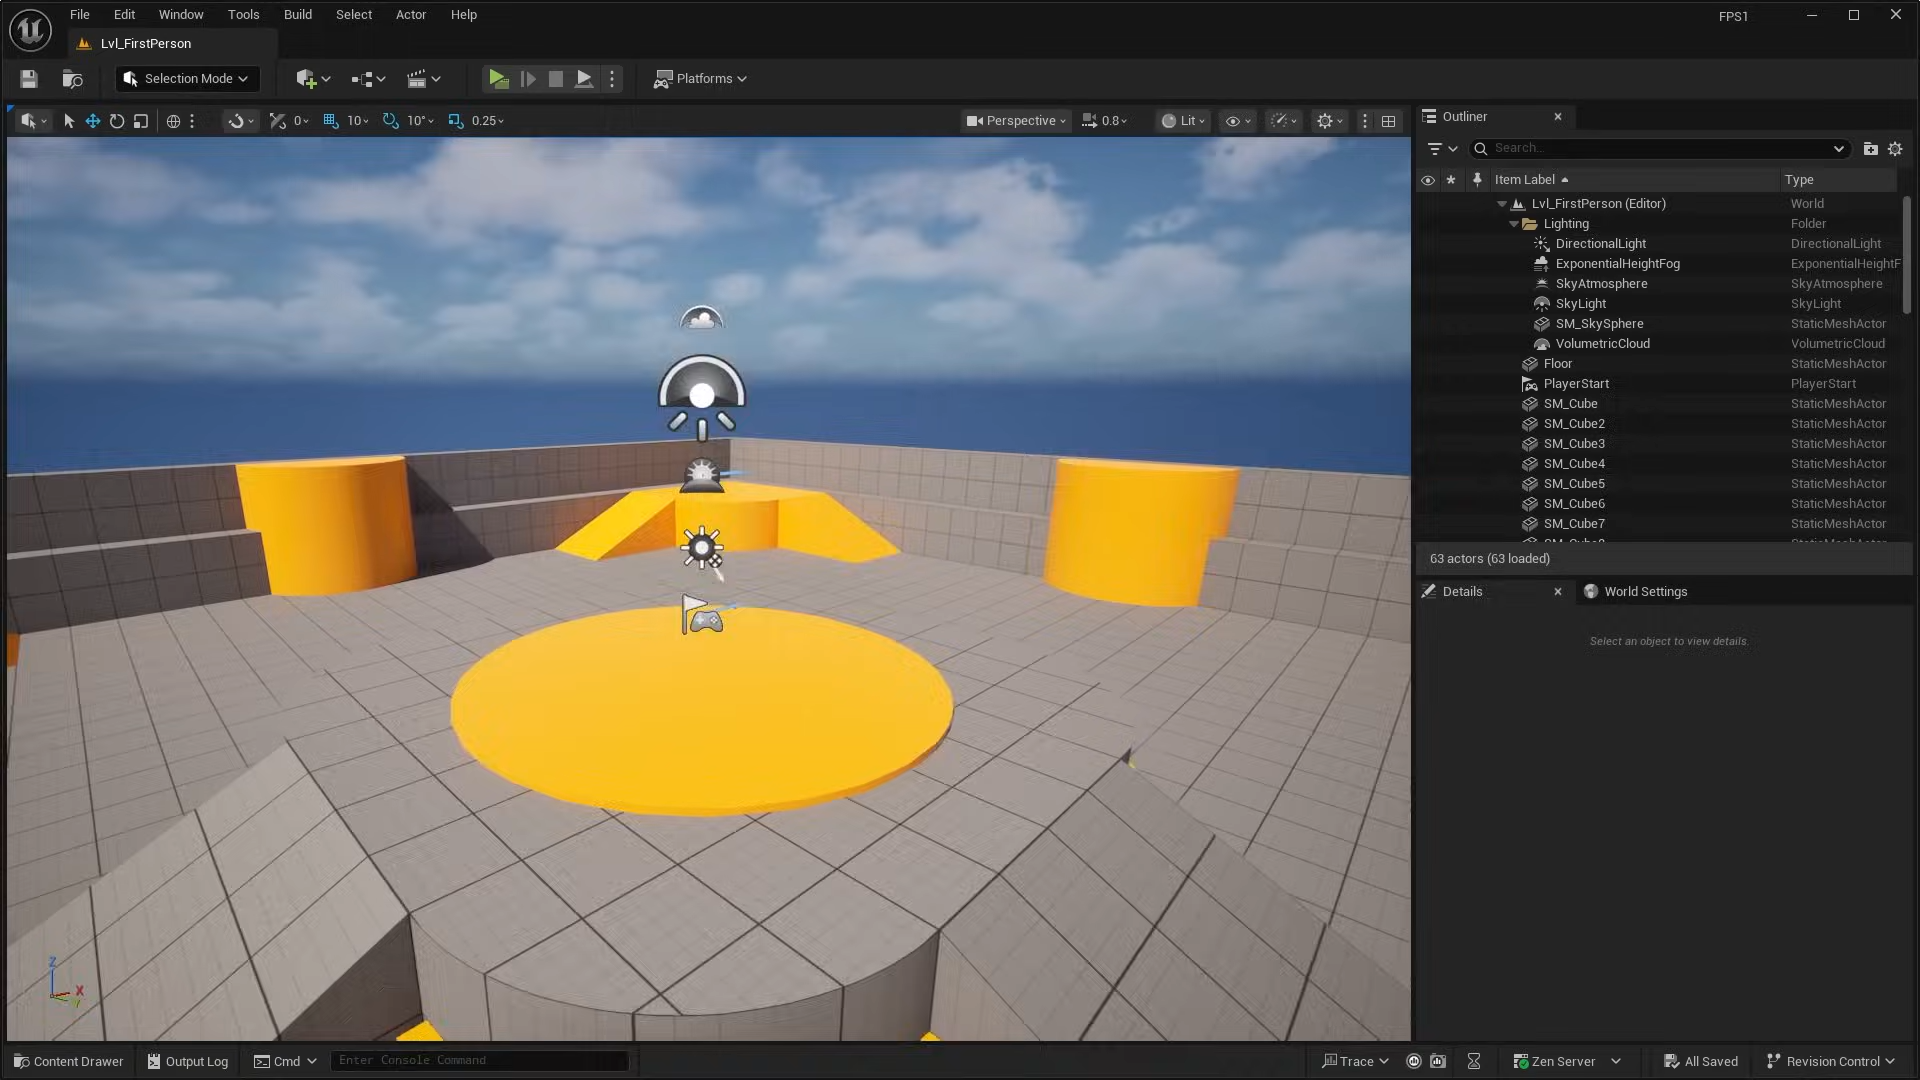 File Edit Window Tools Build Select Actor Help
FPS1
Lvl_FirstPerson
Selection Mode
Platforms
0 10 10° 0.25
Perspective 0.8 Lit
Outliner
Search...
Item Label Type
Lvl_FirstPerson (Editor) World
Lighting Folder
DirectionalLight DirectionalLight
ExponentialHeightFog ExponentialHeightF
SkyAtmosphere SkyAtmosphere
SkyLight SkyLight
SM_SkySphere StaticMeshActor
VolumetricCloud VolumetricCloud
Floor StaticMeshActor
PlayerStart PlayerStart
SM_Cube StaticMeshActor
SM_Cube2 StaticMeshActor
SM_Cube3 StaticMeshActor
SM_Cube4 StaticMeshActor
SM_Cube5 StaticMeshActor
SM_Cube6 StaticMeshActor
SM_Cube7 StaticMeshActor
63 actors (63 loaded)
Details World Settings
Select an object to view details.
Z
X
Y
Content Drawer Output Log Cmd Enter Console Command
Trace Zen Server All Saved Revision Control